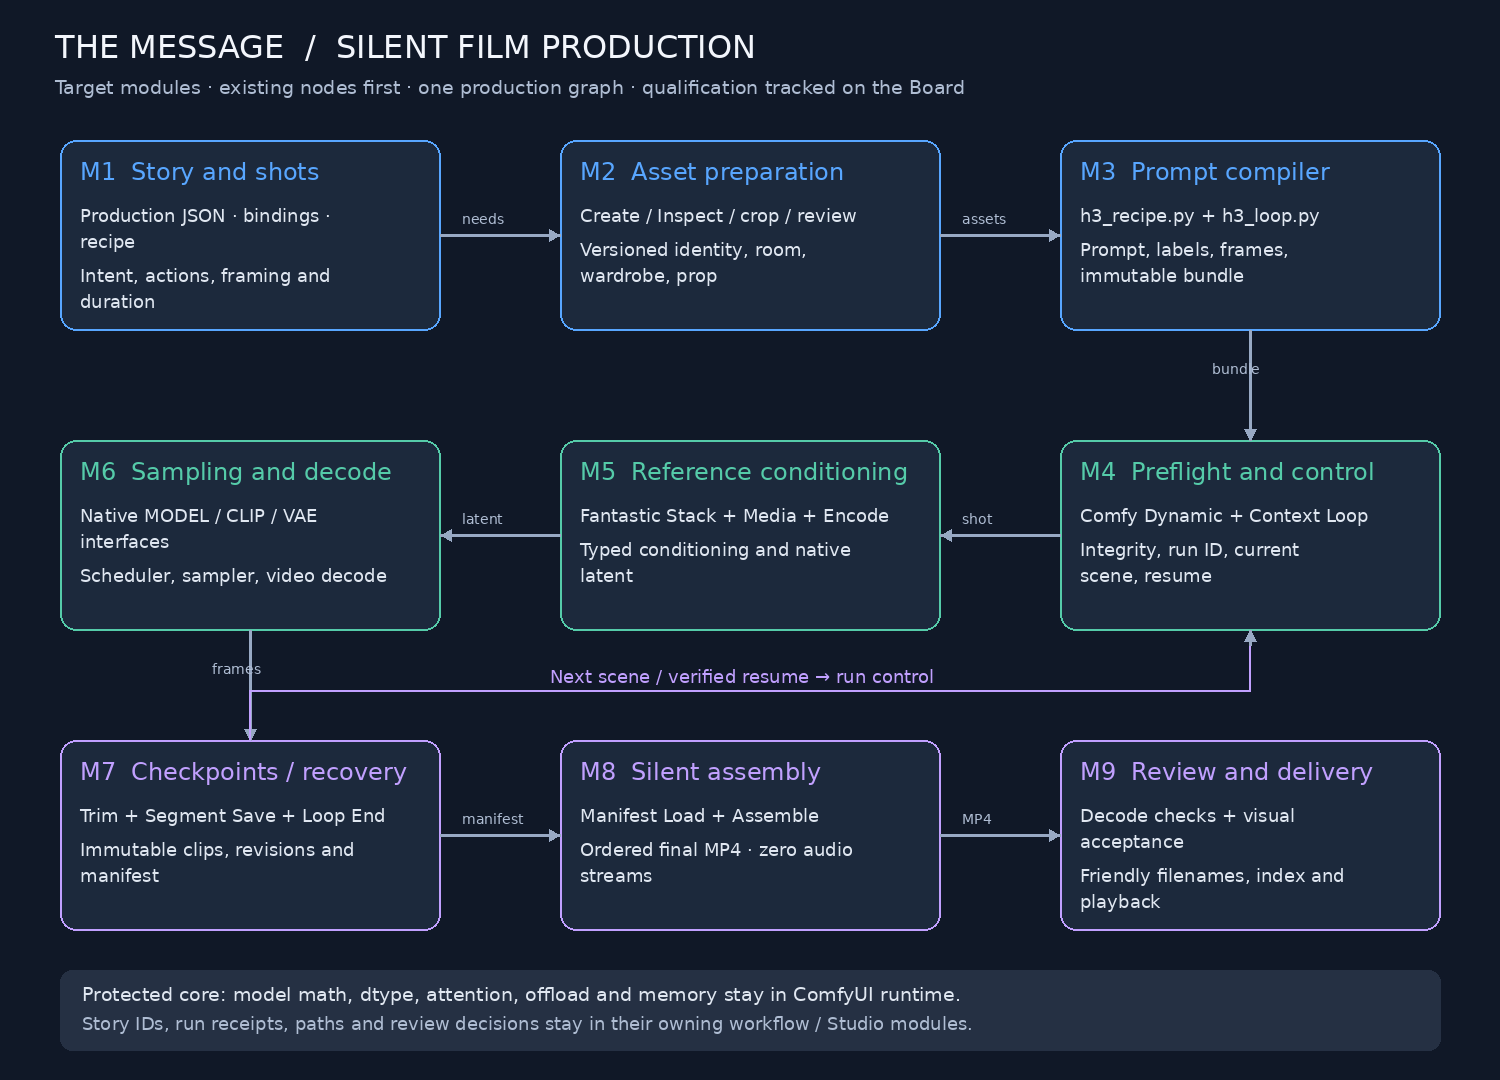 THE MESSAGE / SILENT FILM PRODUCTION
Target modules · existing nodes first · one production graph · qualification tracked on the Board
M1 Story and shots
Production JSON · bindings ·
recipe
Intent, actions, framing and
duration
needs
M2 Asset preparation
Create / Inspect / crop / review
Versioned identity, room,
wardrobe, prop
assets
M3 Prompt compiler
h3_recipe.py + h3_loop.py
Prompt, labels, frames,
immutable bundle
bundle
M6 Sampling and decode
Native MODEL / CLIP / VAE
interfaces
Scheduler, sampler, video decode
latent
M5 Reference conditioning
Fantastic Stack + Media + Encode
Typed conditioning and native
latent
shot
M4 Preflight and control
Comfy Dynamic + Context Loop
Integrity, run ID, current
scene, resume
frames
Next scene / verified resume → run control
M7 Checkpoints / recovery
Trim + Segment Save + Loop End
Immutable clips, revisions and
manifest
manifest
M8 Silent assembly
Manifest Load + Assemble
Ordered final MP4 · zero audio
streams
MP4
M9 Review and delivery
Decode checks + visual
acceptance
Friendly filenames, index and
playback
Protected core: model math, dtype, attention, offload and memory stay in ComfyUI runtime.
Story IDs, run receipts, paths and review decisions stay in their owning workflow / Studio modules.